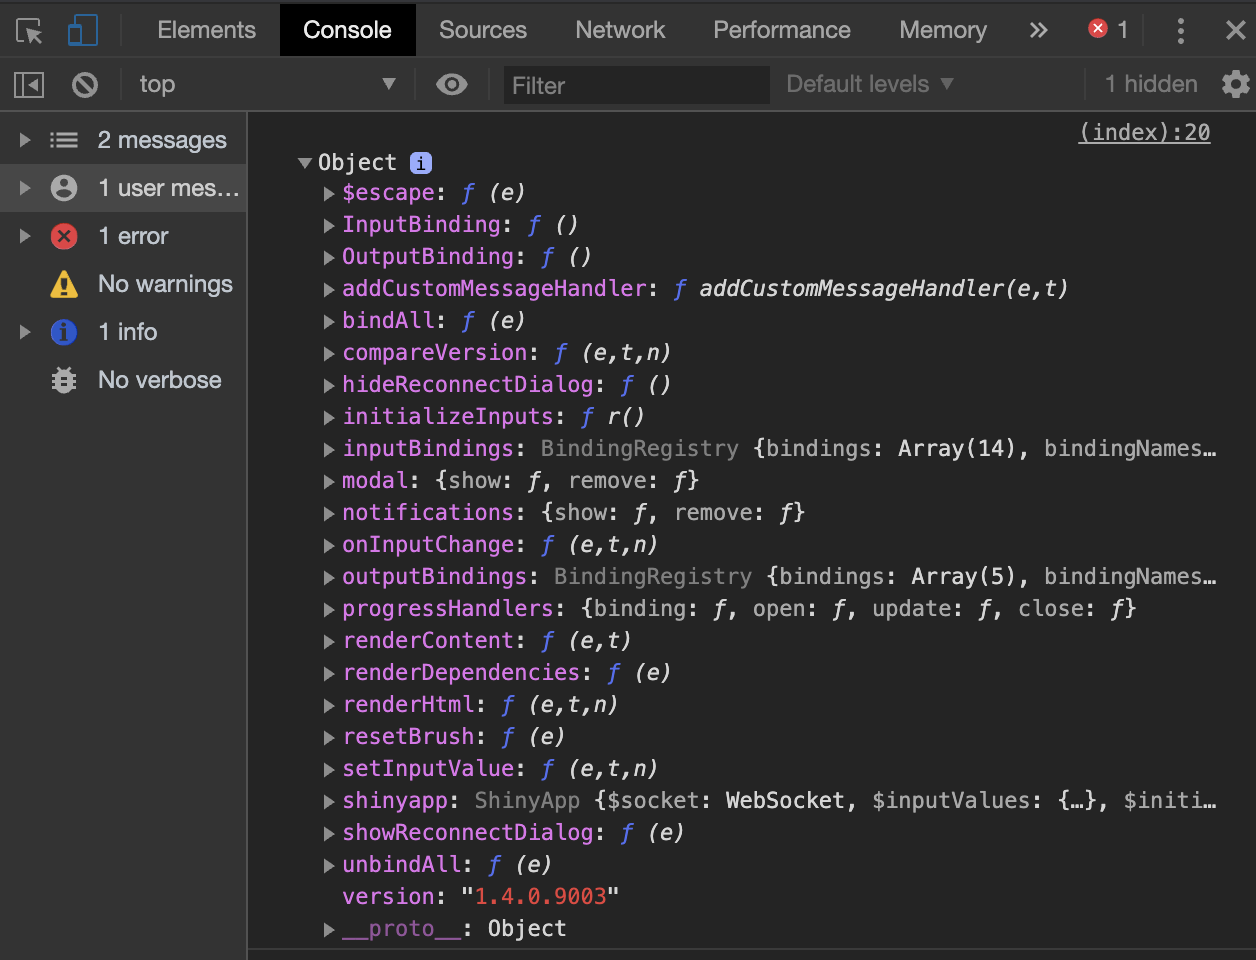 Elements Console Sources Network Performance Memory » 1
top Filter Default levels 1 hidden
2 messages
1 user mes…
1 error
No warnings
1 info
No verbose
(index):20
Object i
$escape: ƒ (e)
InputBinding: ƒ ()
OutputBinding: ƒ ()
addCustomMessageHandler: ƒ addCustomMessageHandler(e,t)
bindAll: ƒ (e)
compareVersion: ƒ (e,t,n)
hideReconnectDialog: ƒ ()
initializeInputs: ƒ r()
inputBindings: BindingRegistry {bindings: Array(14), bindingNames…
modal: {show: ƒ, remove: ƒ}
notifications: {show: ƒ, remove: ƒ}
onInputChange: ƒ (e,t,n)
outputBindings: BindingRegistry {bindings: Array(5), bindingNames…
progressHandlers: {binding: ƒ, open: ƒ, update: ƒ, close: ƒ}
renderContent: ƒ (e,t)
renderDependencies: ƒ (e)
renderHtml: ƒ (e,t,n)
resetBrush: ƒ (e)
setInputValue: ƒ (e,t,n)
shinyapp: ShinyApp {$socket: WebSocket, $inputValues: {…}, $initi…
showReconnectDialog: ƒ (e)
unbindAll: ƒ (e)
version: "1.4.0.9003"
__proto__: Object